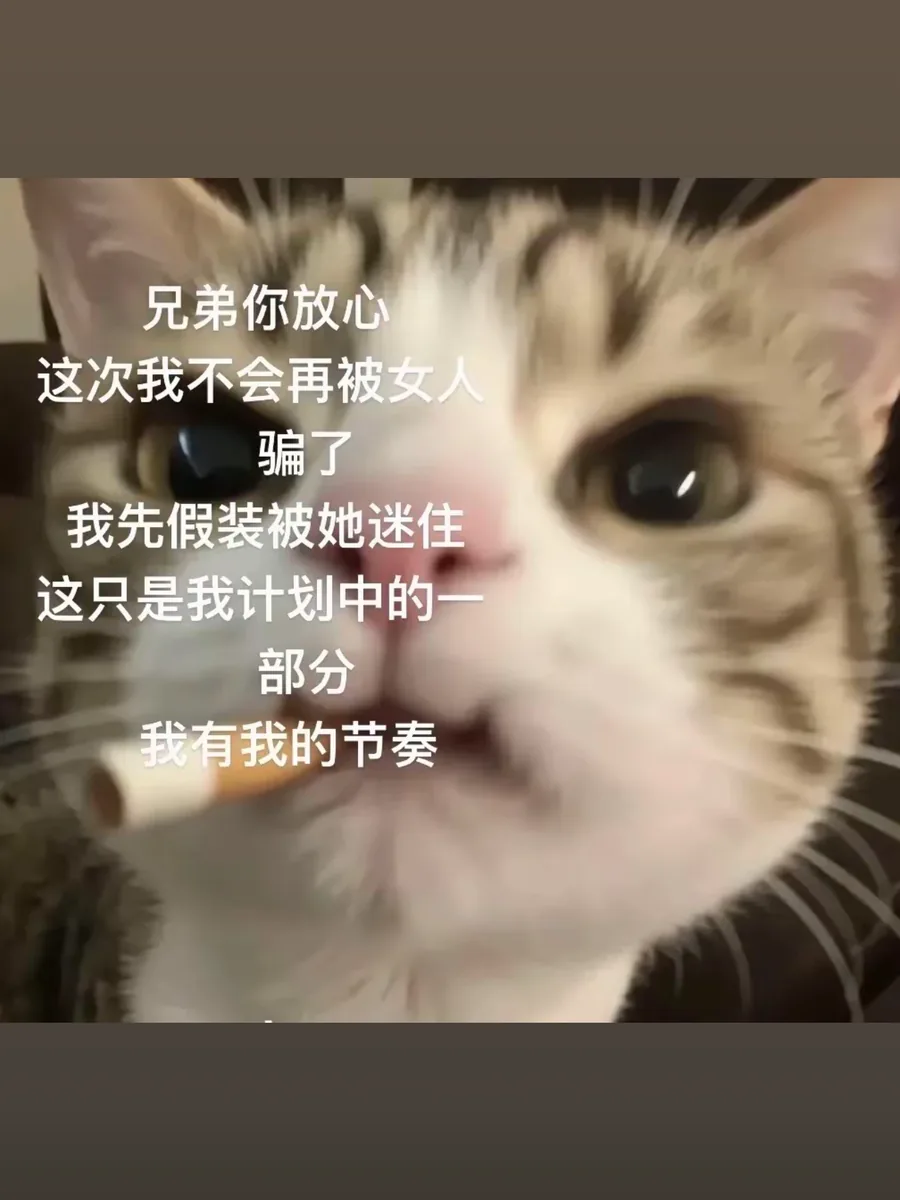 兄弟你放心
这次我不会再被女人
骗了
我先假装被她迷住
这只是我计划中的一
部分
我有我的节奏